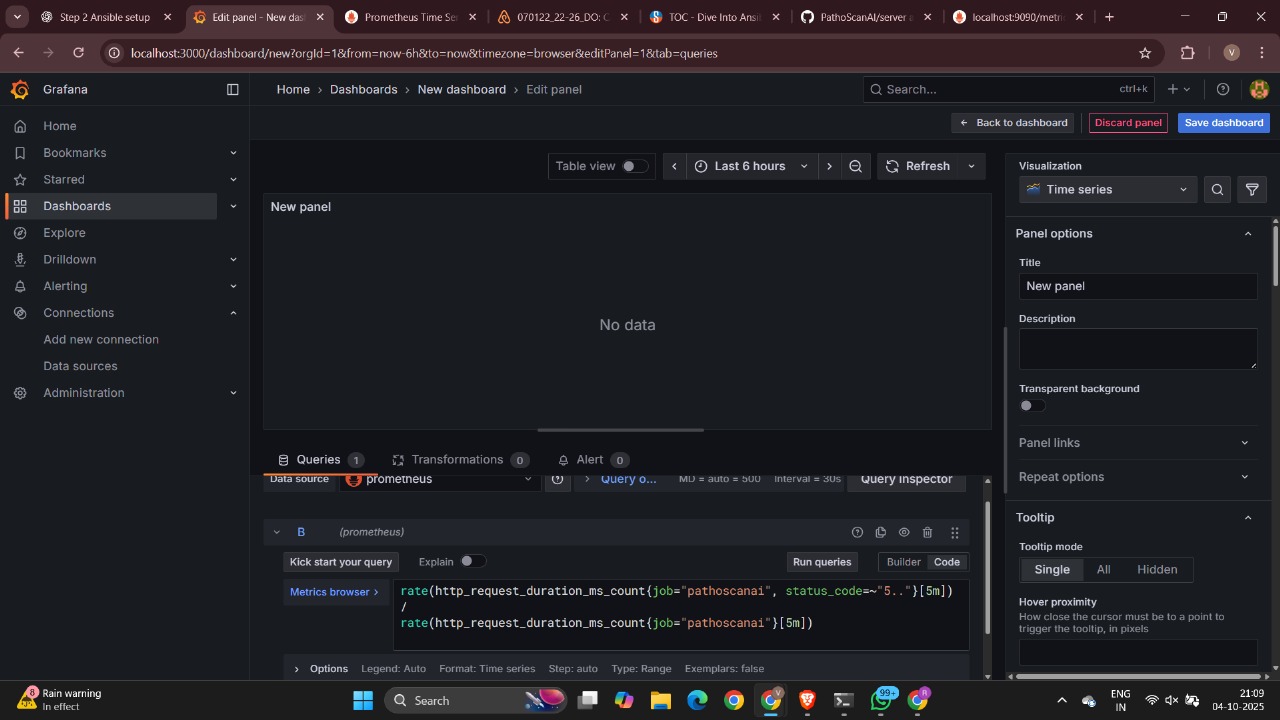 Step 2 Ansible setup
Edit panel - New das
Prometheus Time Se
070122_22-26_DO: C
TOC - Dive Into Ansi
PathoScanAI/server a
localhost:9090/metri
localhost:3000/dashboard/new?orgId=1&from=now-6h&to=now&timezone=browser&editPanel=1&tab=queries
V
Grafana
Home › Dashboards › New dashboard › Edit panel
Search...
ctrl+k
Home
Bookmarks
Starred
Dashboards
Explore
Drilldown
Alerting
Connections
Add new connection
Data sources
Administration
Back to dashboard
Discard panel
Save dashboard
Table view
Last 6 hours
Refresh
New panel
No data
Queries 1
Transformations 0
Alert 0
Data source
prometheus
Query o...
MD = auto = 500
Interval = 30s
Query inspector
B
(prometheus)
Kick start your query
Explain
Run queries
Builder
Code
Metrics browser >
rate(http_request_duration_ms_count{job="pathoscanai", status_code=~"5.."}[5m])
/
rate(http_request_duration_ms_count{job="pathoscanai"}[5m])
Options
Legend: Auto
Format: Time series
Step: auto
Type: Range
Exemplars: false
Visualization
Time series
Panel options
Title
New panel
Description
Transparent background
Panel links
Repeat options
Tooltip
Tooltip mode
Single
All
Hidden
Hover proximity
How close the cursor must be to a point
to trigger the tooltip, in pixels
8
Rain warning
In effect
Search
V
99+
R
ENG
IN
21:09
04-10-2025